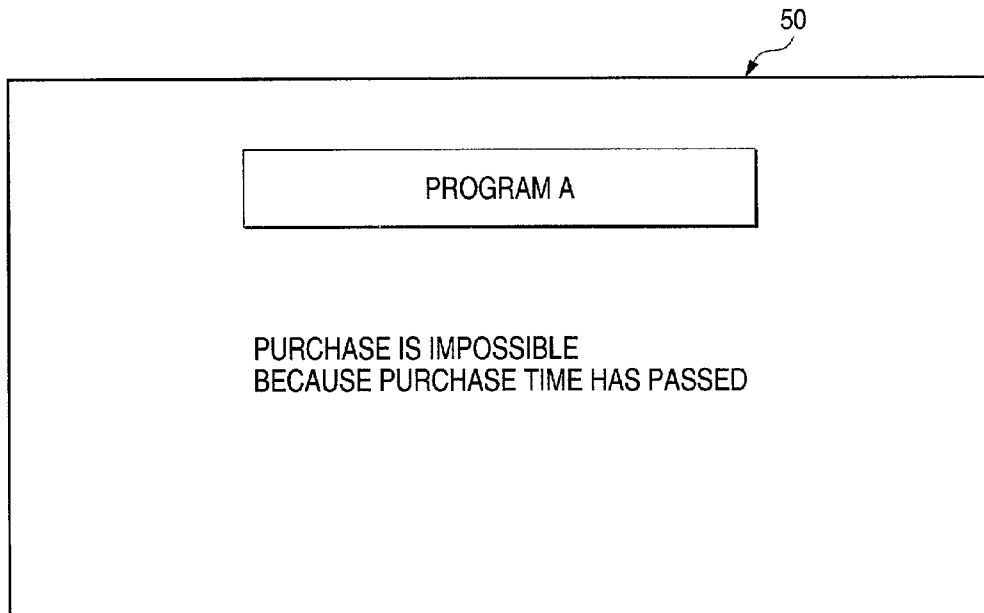 50
PROGRAM A
PURCHASE IS IMPOSSIBLE
BECAUSE PURCHASE TIME HAS PASSED